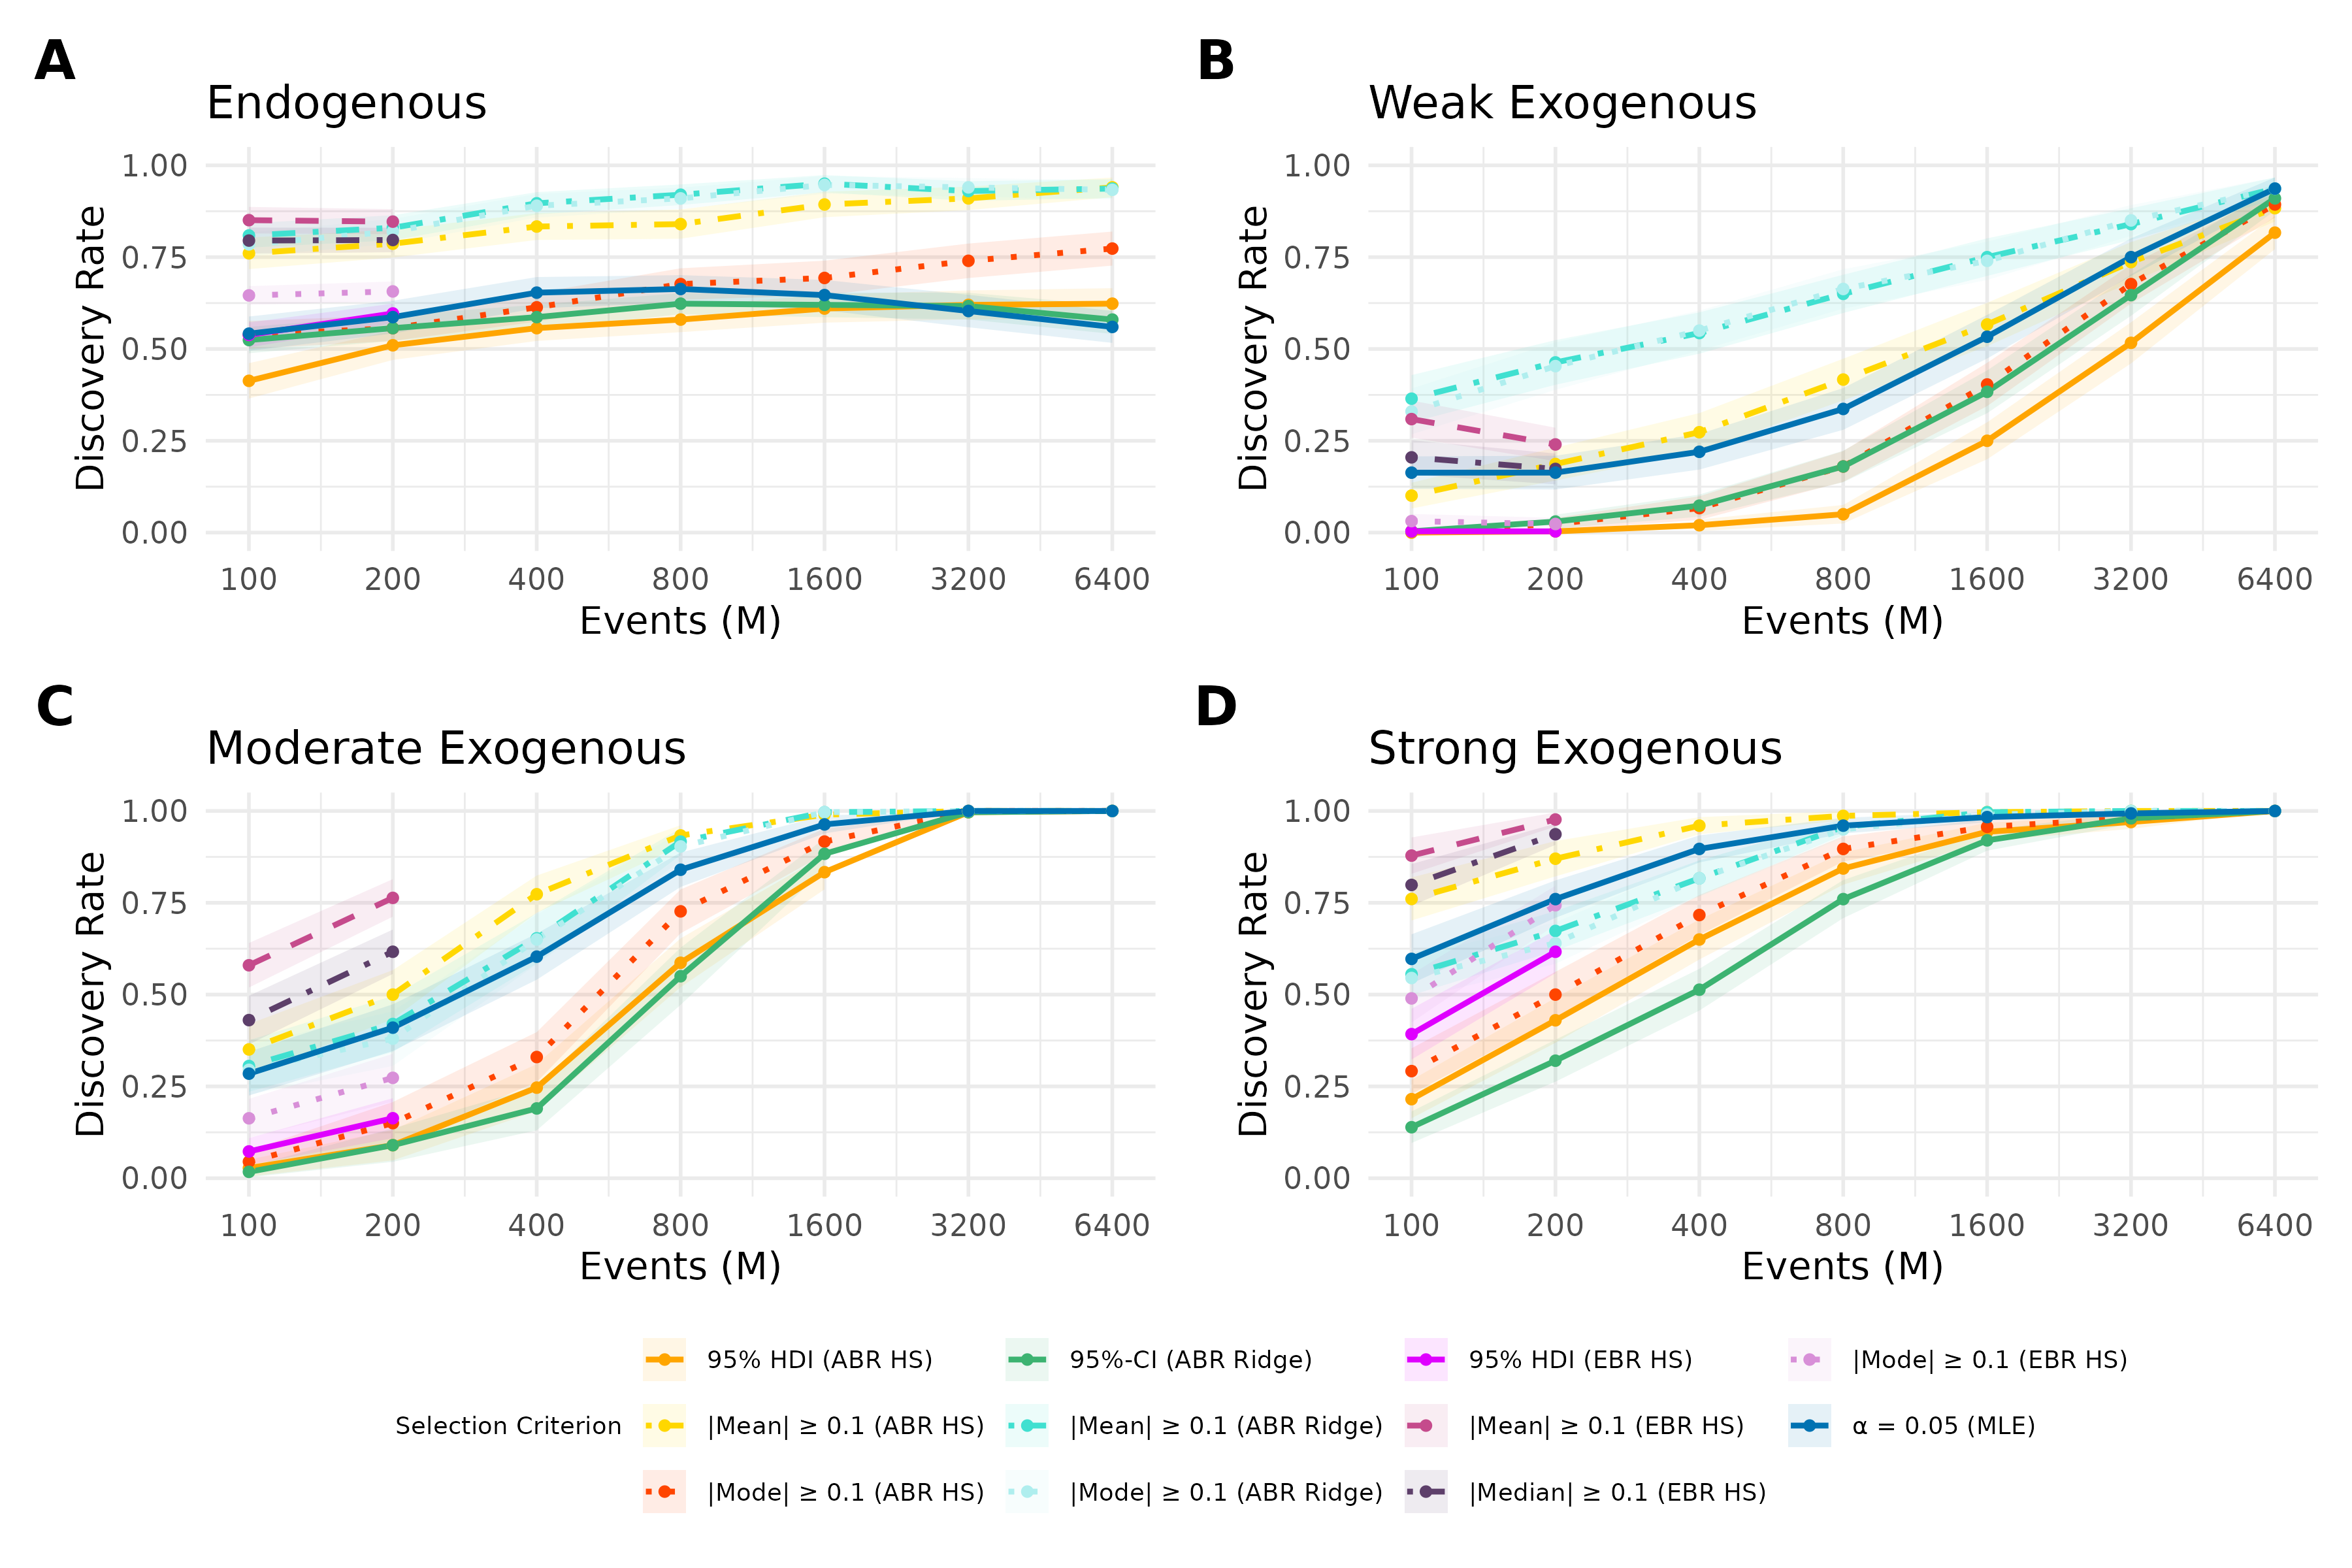 A
Endogenous
Discovery Rate
1.00
0.75
0.50
0.25
0.00
100 200 400 800 1600 3200 6400
Events (M)
B
Weak Exogenous
Discovery Rate
1.00
0.75
0.50
0.25
0.00
100 200 400 800 1600 3200 6400
Events (M)
C
Moderate Exogenous
Discovery Rate
1.00
0.75
0.50
0.25
0.00
100 200 400 800 1600 3200 6400
Events (M)
D
Strong Exogenous
Discovery Rate
1.00
0.75
0.50
0.25
0.00
100 200 400 800 1600 3200 6400
Events (M)
Selection Criterion
95% HDI (ABR HS)
|Mean| ≥ 0.1 (ABR HS)
|Mode| ≥ 0.1 (ABR HS)
95%-CI (ABR Ridge)
|Mean| ≥ 0.1 (ABR Ridge)
|Mode| ≥ 0.1 (ABR Ridge)
95% HDI (EBR HS)
|Mean| ≥ 0.1 (EBR HS)
|Median| ≥ 0.1 (EBR HS)
|Mode| ≥ 0.1 (EBR HS)
α = 0.05 (MLE)